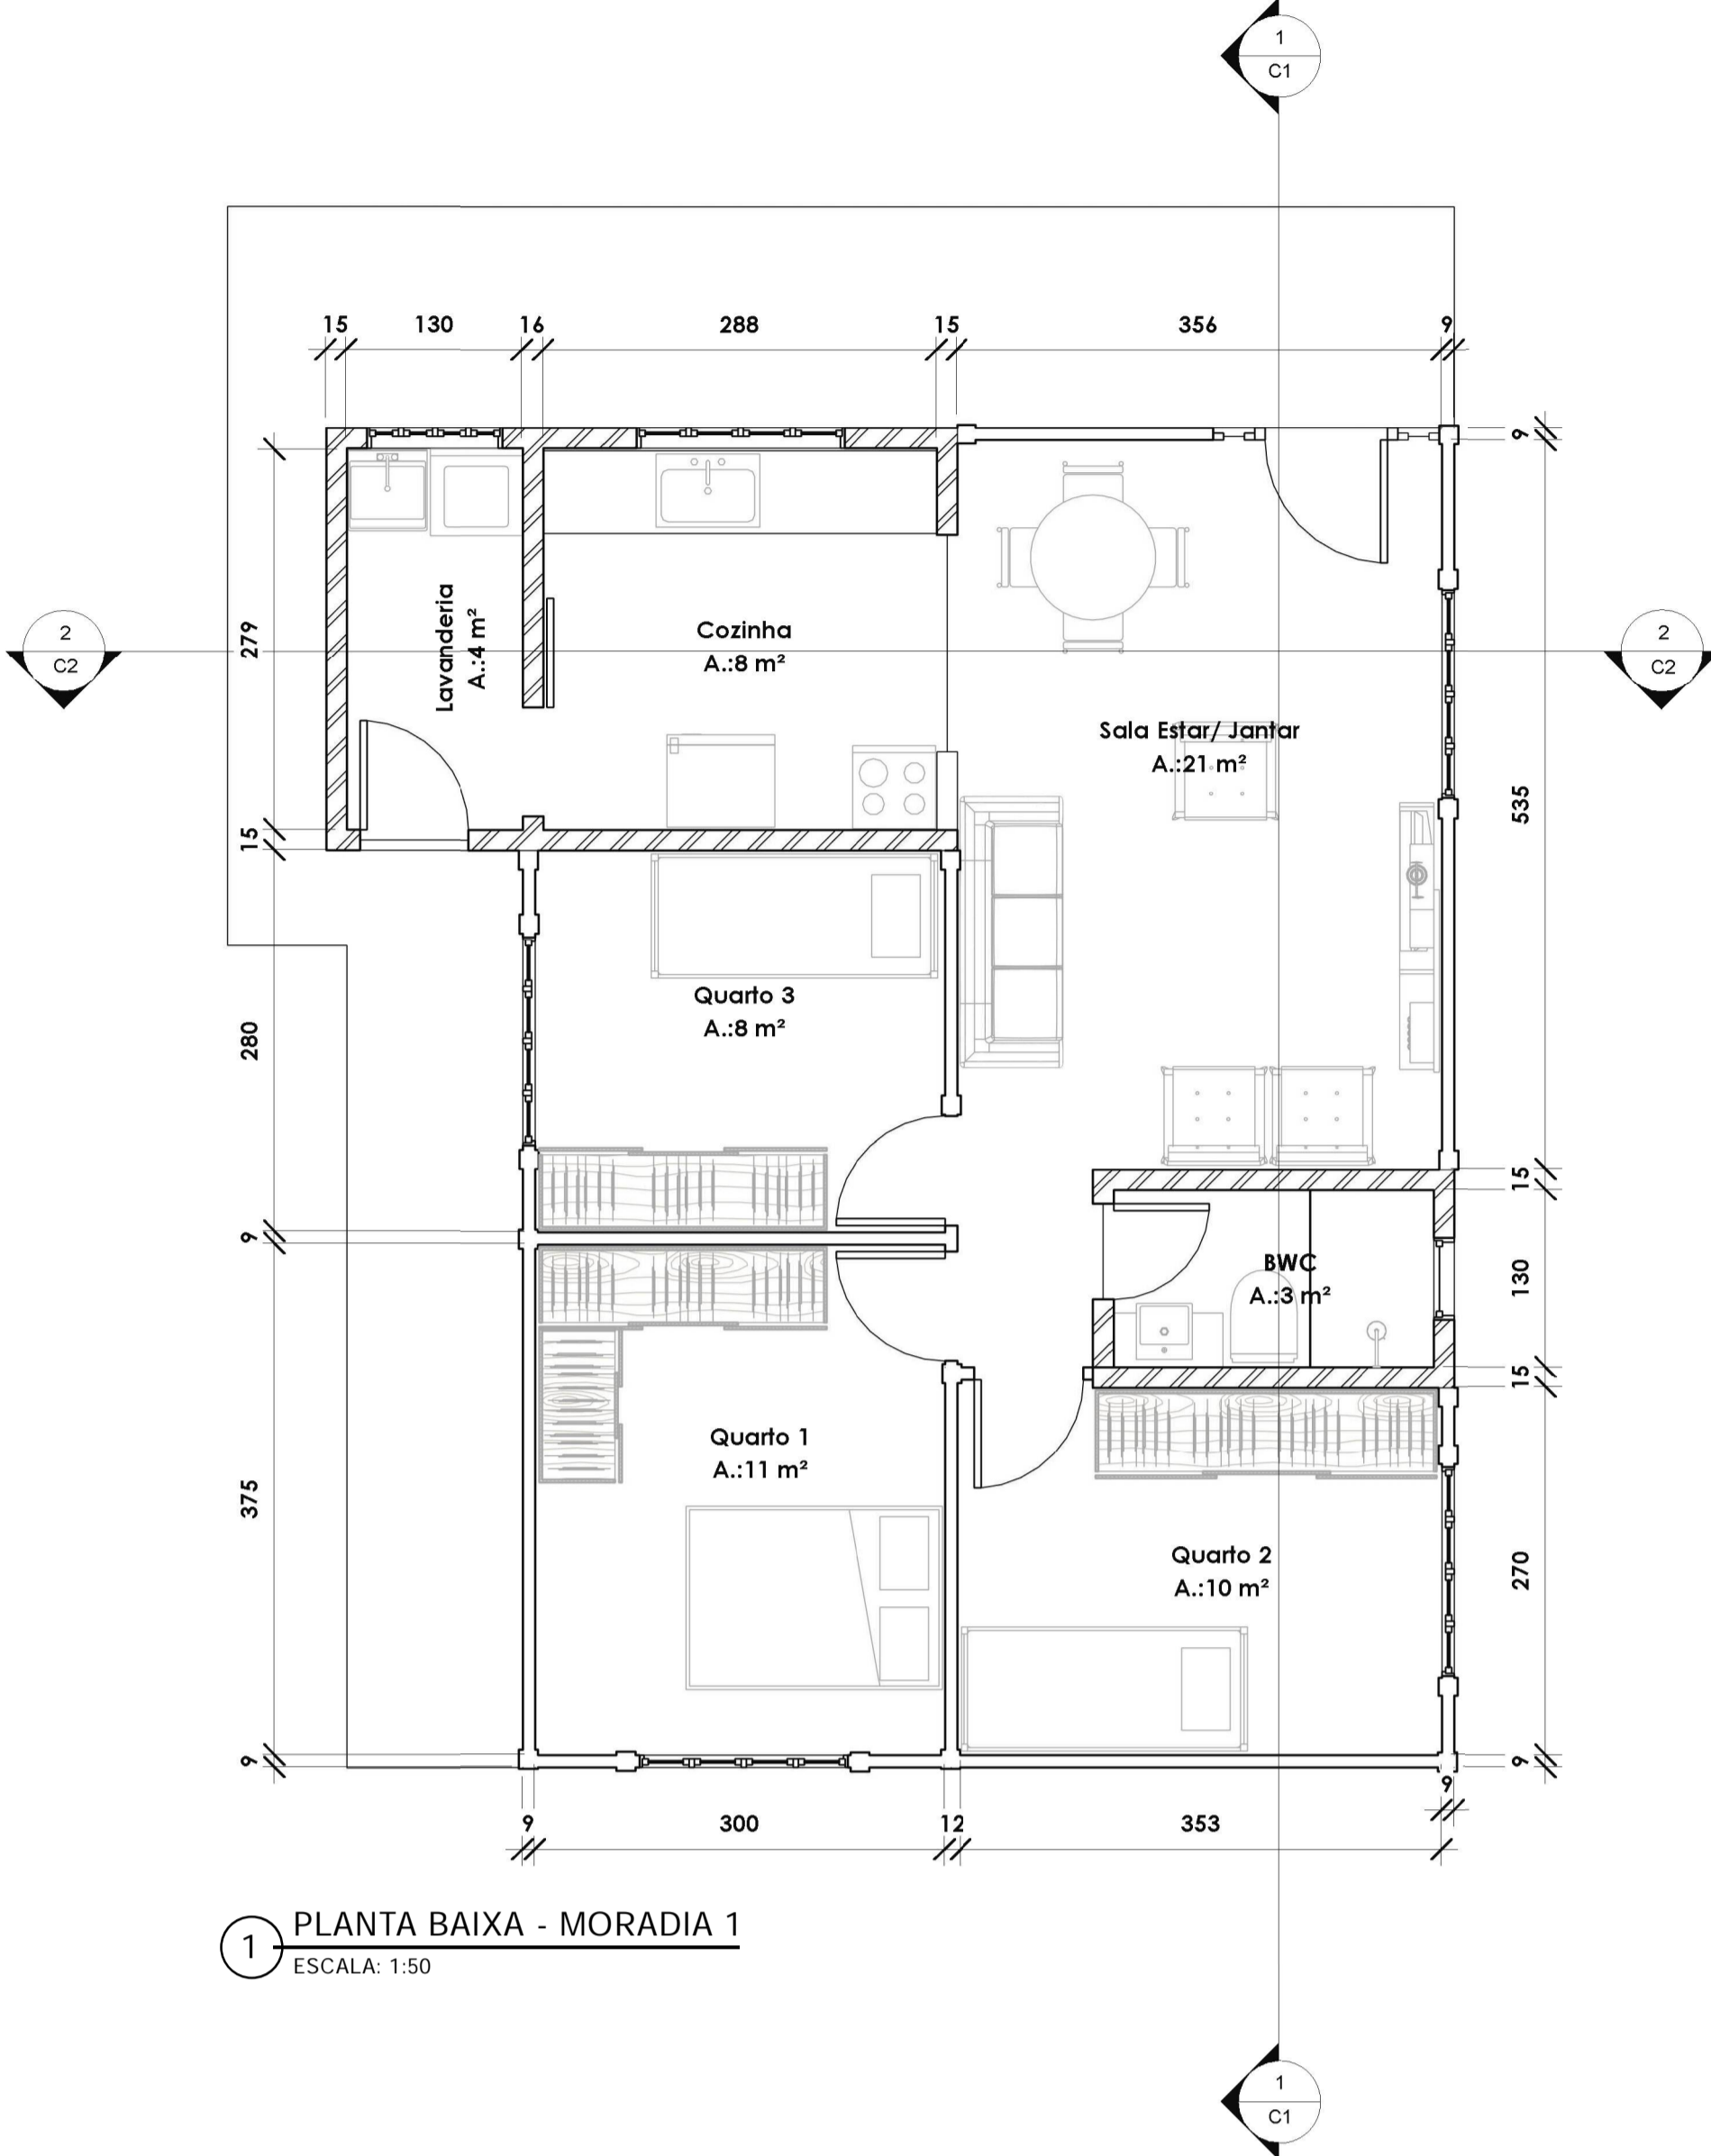 1
C1
15 130 16 288 15 356 9
9
279
2
C2
Lavanderia
A.:4 m²
Cozinha
A.:8 m²
2
C2
Sala Estar/ Jantar
A.:21 m²
535
15
Quarto 3
A.:8 m²
280
15
9
BWC
A.:3 m²
130
15
Quarto 1
A.:11 m²
375
Quarto 2
A.:10 m²
270
9
9
9
9 300 12 353
1
PLANTA BAIXA - MORADIA 1
ESCALA: 1:50
1
C1